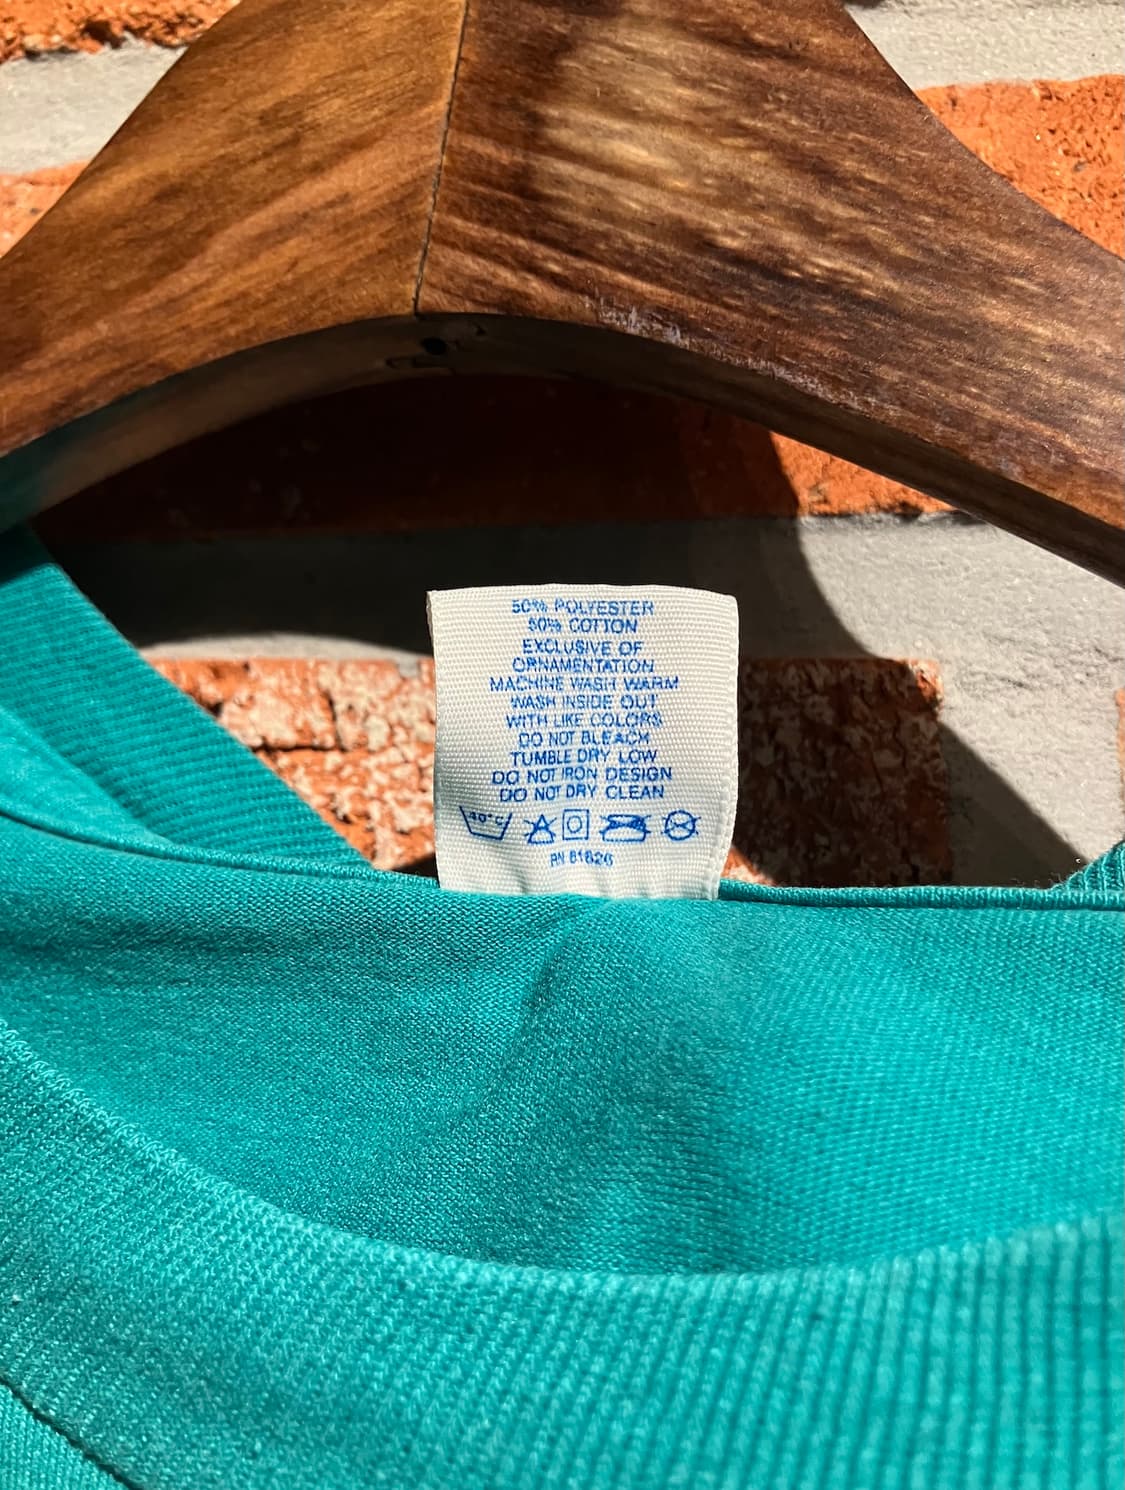 50% POLYESTER
50% COTTON
EXCLUSIVE OF
ORNAMENTATION
MACHINE WASH WARM
WASH INSIDE OUT
WITH LIKE COLORS
DO NOT BLEACH
TUMBLE DRY LOW
DO NOT IRON DESIGN
DO NOT DRY CLEAN
40°C
RN 81826